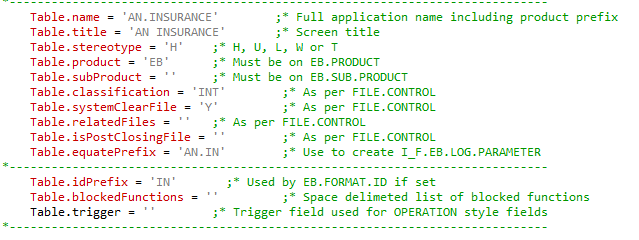 *-----------------------------------------------------------------------------
Table.name = 'AN.INSURANCE' ;* Full application name including product prefix
Table.title = 'AN INSURANCE' ;* Screen title
Table.stereotype = 'H' ;* H, U, L, W or T
Table.product = 'EB' ;* Must be on EB.PRODUCT
Table.subProduct = '' ;* Must be on EB.SUB.PRODUCT
Table.classification = 'INT' ;* As per FILE.CONTROL
Table.systemClearFile = 'Y' ;* As per FILE.CONTROL
Table.relatedFiles = '' ;* As per FILE.CONTROL
Table.isPostClosingFile = '' ;* As per FILE.CONTROL
Table.equatePrefix = 'AN.IN' ;* Use to create I_F.EB.LOG.PARAMETER
*-----------------------------------------------------------------------------
Table.idPrefix = 'IN' ;* Used by EB.FORMAT.ID if set
Table.blockedFunctions = '' ;* Space delimeted list of blocked functions
Table.trigger = '' ;* Trigger field used for OPERATION style fields
*-----------------------------------------------------------------------------